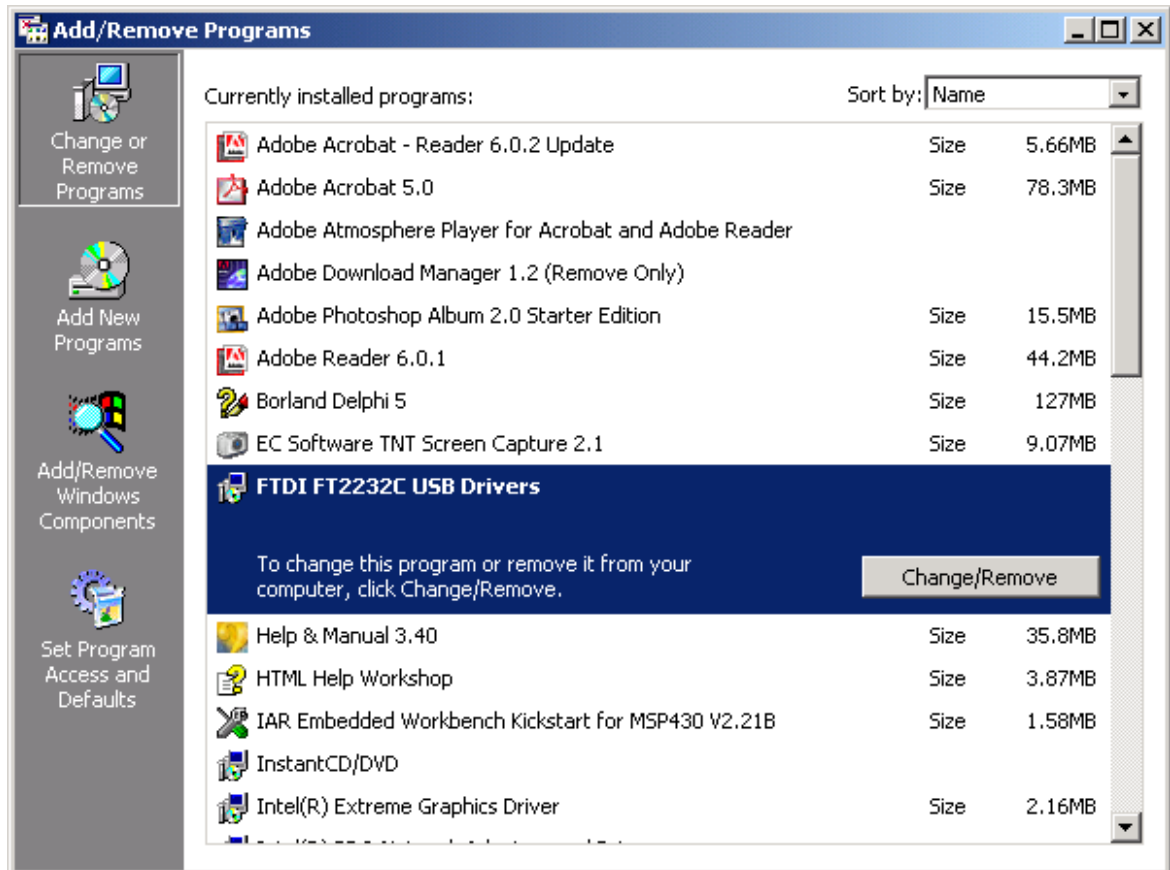 Add/Remove Programs
Change or
Remove
Programs
Add New
Programs
Add/Remove
Windows
Components
Set Program
Access and
Defaults
Currently installed programs:
Sort by: Name
Adobe Acrobat - Reader 6.0.2 Update Size 5.66MB
Adobe Acrobat 5.0 Size 78.3MB
Adobe Atmosphere Player for Acrobat and Adobe Reader
Adobe Download Manager 1.2 (Remove Only)
Adobe Photoshop Album 2.0 Starter Edition Size 15.5MB
Adobe Reader 6.0.1 Size 44.2MB
Borland Delphi 5 Size 127MB
EC Software TNT Screen Capture 2.1 Size 9.07MB
FTDI FT2232C USB Drivers
To change this program or remove it from your
computer, click Change/Remove.
Change/Remove
Help & Manual 3.40 Size 35.8MB
HTML Help Workshop Size 3.87MB
IAR Embedded Workbench Kickstart for MSP430 V2.21B Size 1.58MB
InstantCD/DVD
Intel(R) Extreme Graphics Driver Size 2.16MB